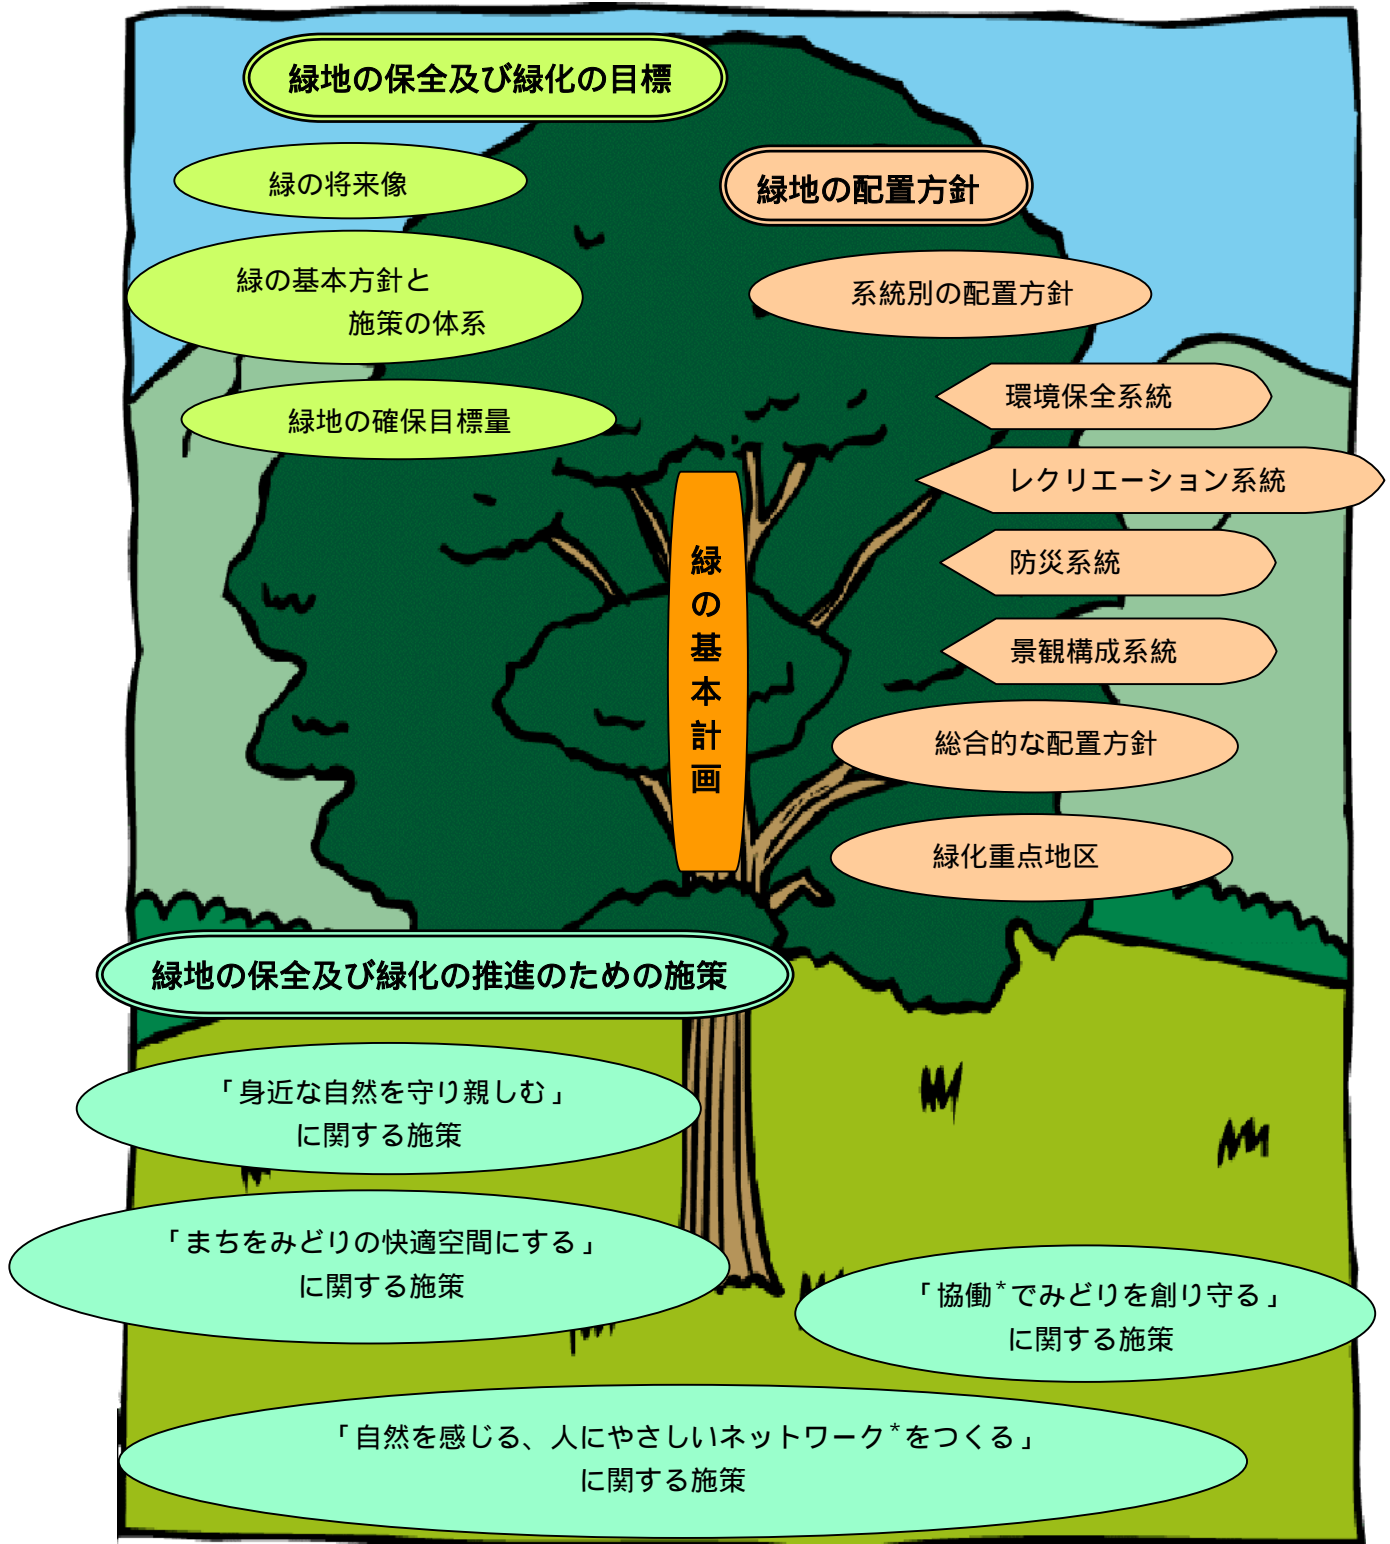 緑地の保全及び緑化の目標
緑の将来像
緑の基本方針と
施策の体系
緑地の確保目標量
緑地の配置方針
系統別の配置方針
環境保全系統
レクリエーション系統
防災系統
景観構成系統
総合的な配置方針
緑化重点地区
緑の基本計画
緑地の保全及び緑化の推進のための施策
「身近な自然を守り親しむ」
に関する施策
「まちをみどりの快適空間にする」
に関する施策
「協働*でみどりを創り守る」
に関する施策
「自然を感じる、人にやさしいネットワーク*をつくる」
に関する施策